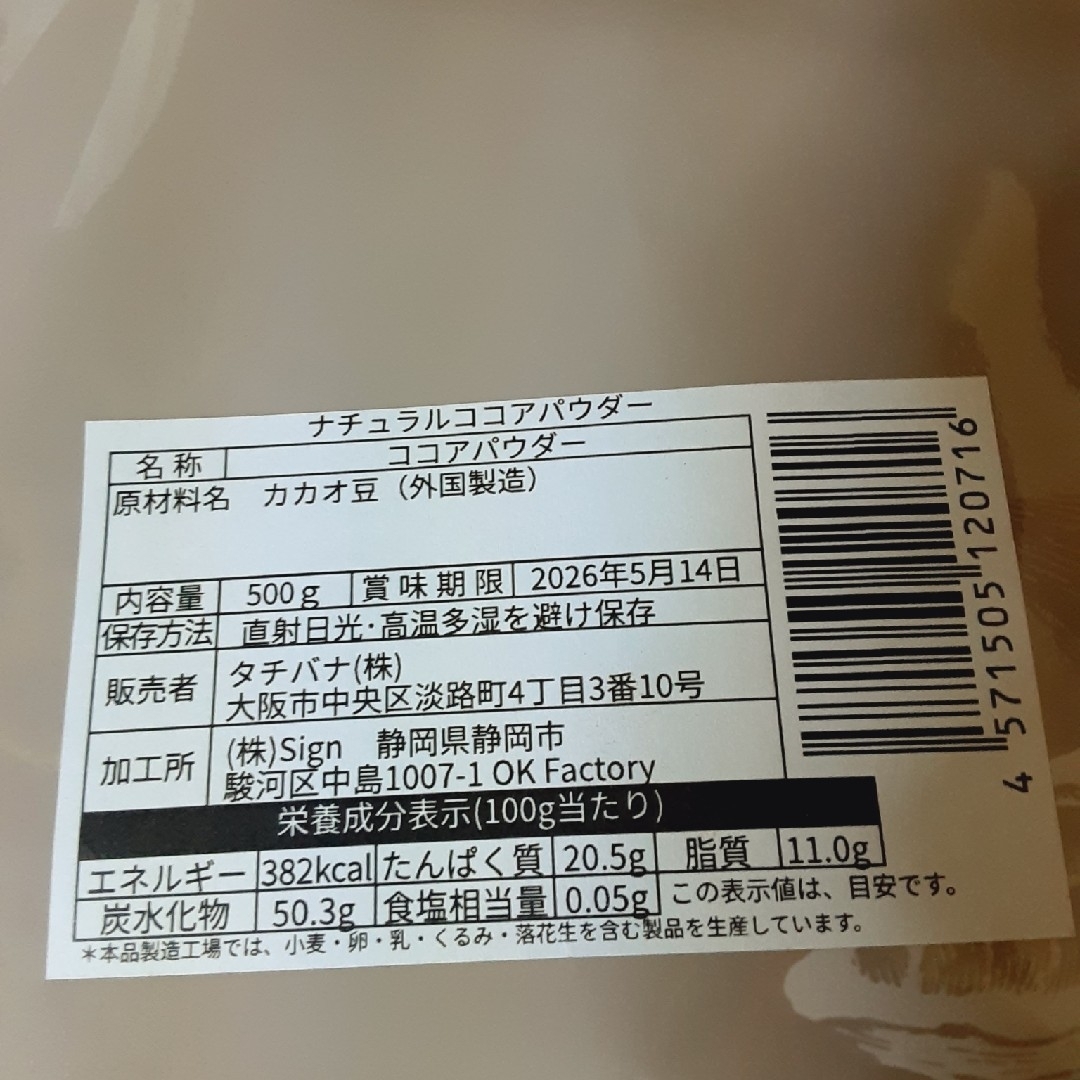 ナチュラルココアパウダー
名称 ココアパウダー
原材料名 カカオ豆（外国製造）
内容量 500g 賞味期限 2026年5月14日
保存方法 直射日光・高温多湿を避け保存
販売者 タチバナ(株)
大阪市中央区淡路町4丁目3番10号
加工所 (株)Sign 静岡県静岡市
駿河区中島1007-1 OK Factory
栄養成分表示(100g当たり)
エネルギー 382kcal たんぱく質 20.5g 脂質 11.0g
炭水化物 50.3g 食塩相当量 0.05g この表示値は、目安です。
＊本品製造工場では、小麦・卵・乳・くるみ・落花生を含む製品を生産しています。
4571505120716